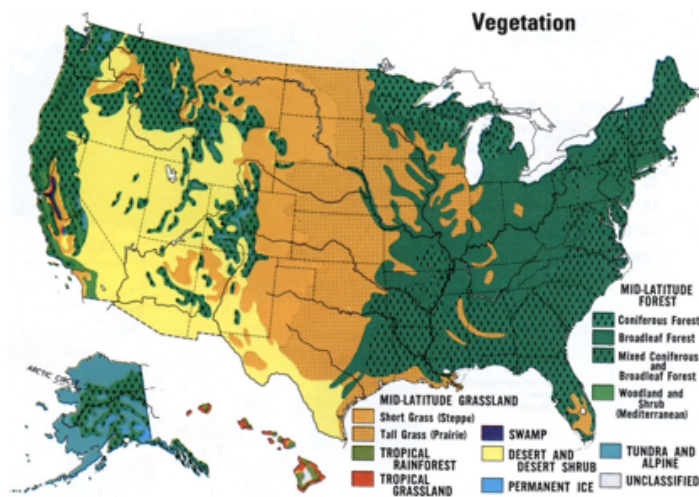 Vegetation
ARCTIC CIRCLE
MID-LATITUDE
FOREST
Coniferous Forest
Broadleaf Forest
Mixed Coniferous
and
Broadleaf Forest
Woodland and
Shrub
(Mediterranean)
MID-LATITUDE GRASSLAND
Short Grass (Steppe)
Tall Grass (Prairie)
TROPICAL
RAINFOREST
TROPICAL
GRASSLAND
SWAMP
DESERT AND
DESERT SHRUB
PERMANENT ICE
TUNDRA AND
ALPINE
UNCLASSIFIED